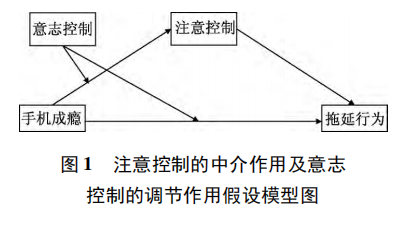 意志控制
注意控制
手机成瘾
拖延行为
图1 注意控制的中介作用及意志
控制的调节作用假设模型图